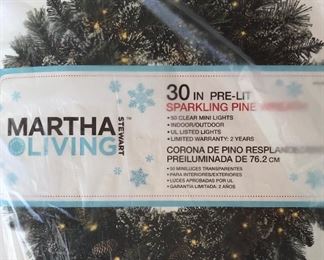 30 IN PRE-LIT
SPARKLING PINE
• 50 CLEAR MINI LIGHTS
• INDOOR/OUTDOOR
• UL LISTED LIGHTS
• LIMITED WARRANTY: 2 YEARS
MARTHA
STEWART™
LIVING
CORONA DE PINO RESPLANDE
PREILUMINADA DE 76.2 CM
• 50 MINILUCES TRANSPARENTES
• PARA INTERIORES/EXTERIORES
• LUCES APROBADAS POR UL
• GARANTÍA LIMITADA: 2 AÑOS